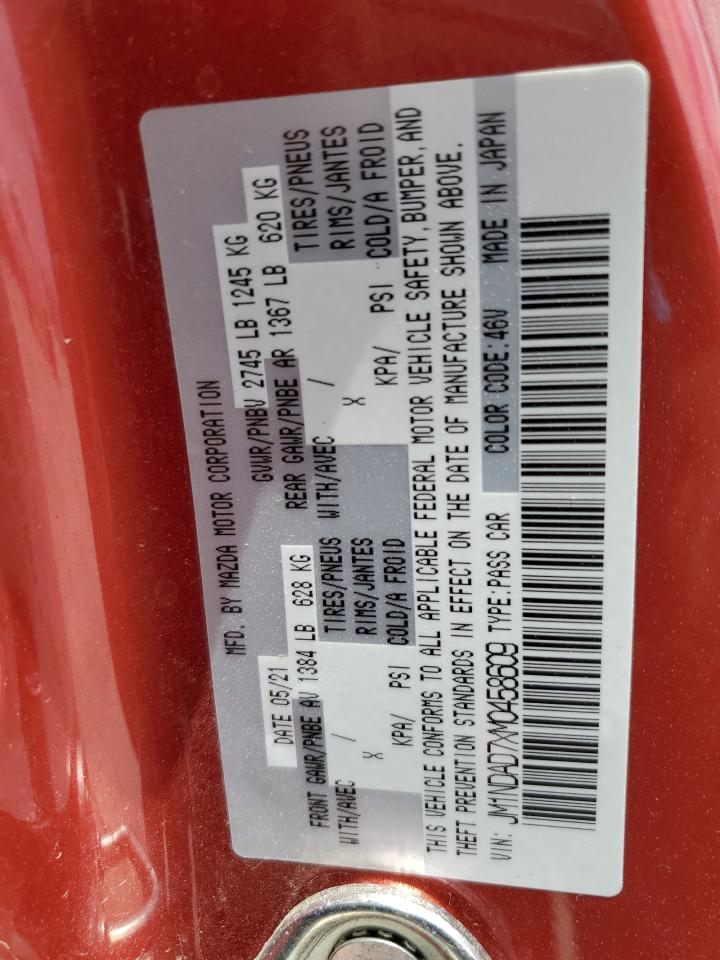 MFD. BY MAZDA MOTOR CORPORATION
DATE 05/21 GVWR/PNBV 2745 LB 1245 KG
FRONT GAWR/PNBE AV 1384 LB 628 KG REAR GAWR/PNBE AR 1367 LB 620 KG
WITH/AVEC / TIRES/PNEUS WITH/AVEC / TIRES/PNEUS
X RIMS/JANTES X RIMS/JANTES
KPA/ PSI COLD/A FROID KPA/ PSI COLD/A FROID
THIS VEHICLE CONFORMS TO ALL APPLICABLE FEDERAL MOTOR VEHICLE SAFETY, BUMPER, AND
THEFT PREVENTION STANDARDS IN EFFECT ON THE DATE OF MANUFACTURE SHOWN ABOVE.
VIN: JM1NDAD7XM0458609 TYPE:PASS CAR COLOR CODE:46V MADE IN JAPAN